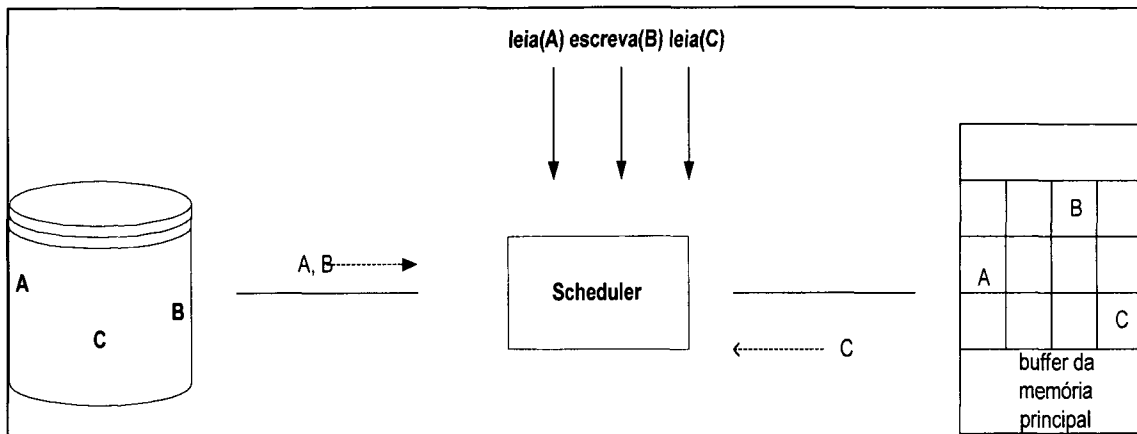 leia(A) escreva(B) leia(C)
A
B
C
A, B
Scheduler
C
B
A
C
buffer da
memória
principal